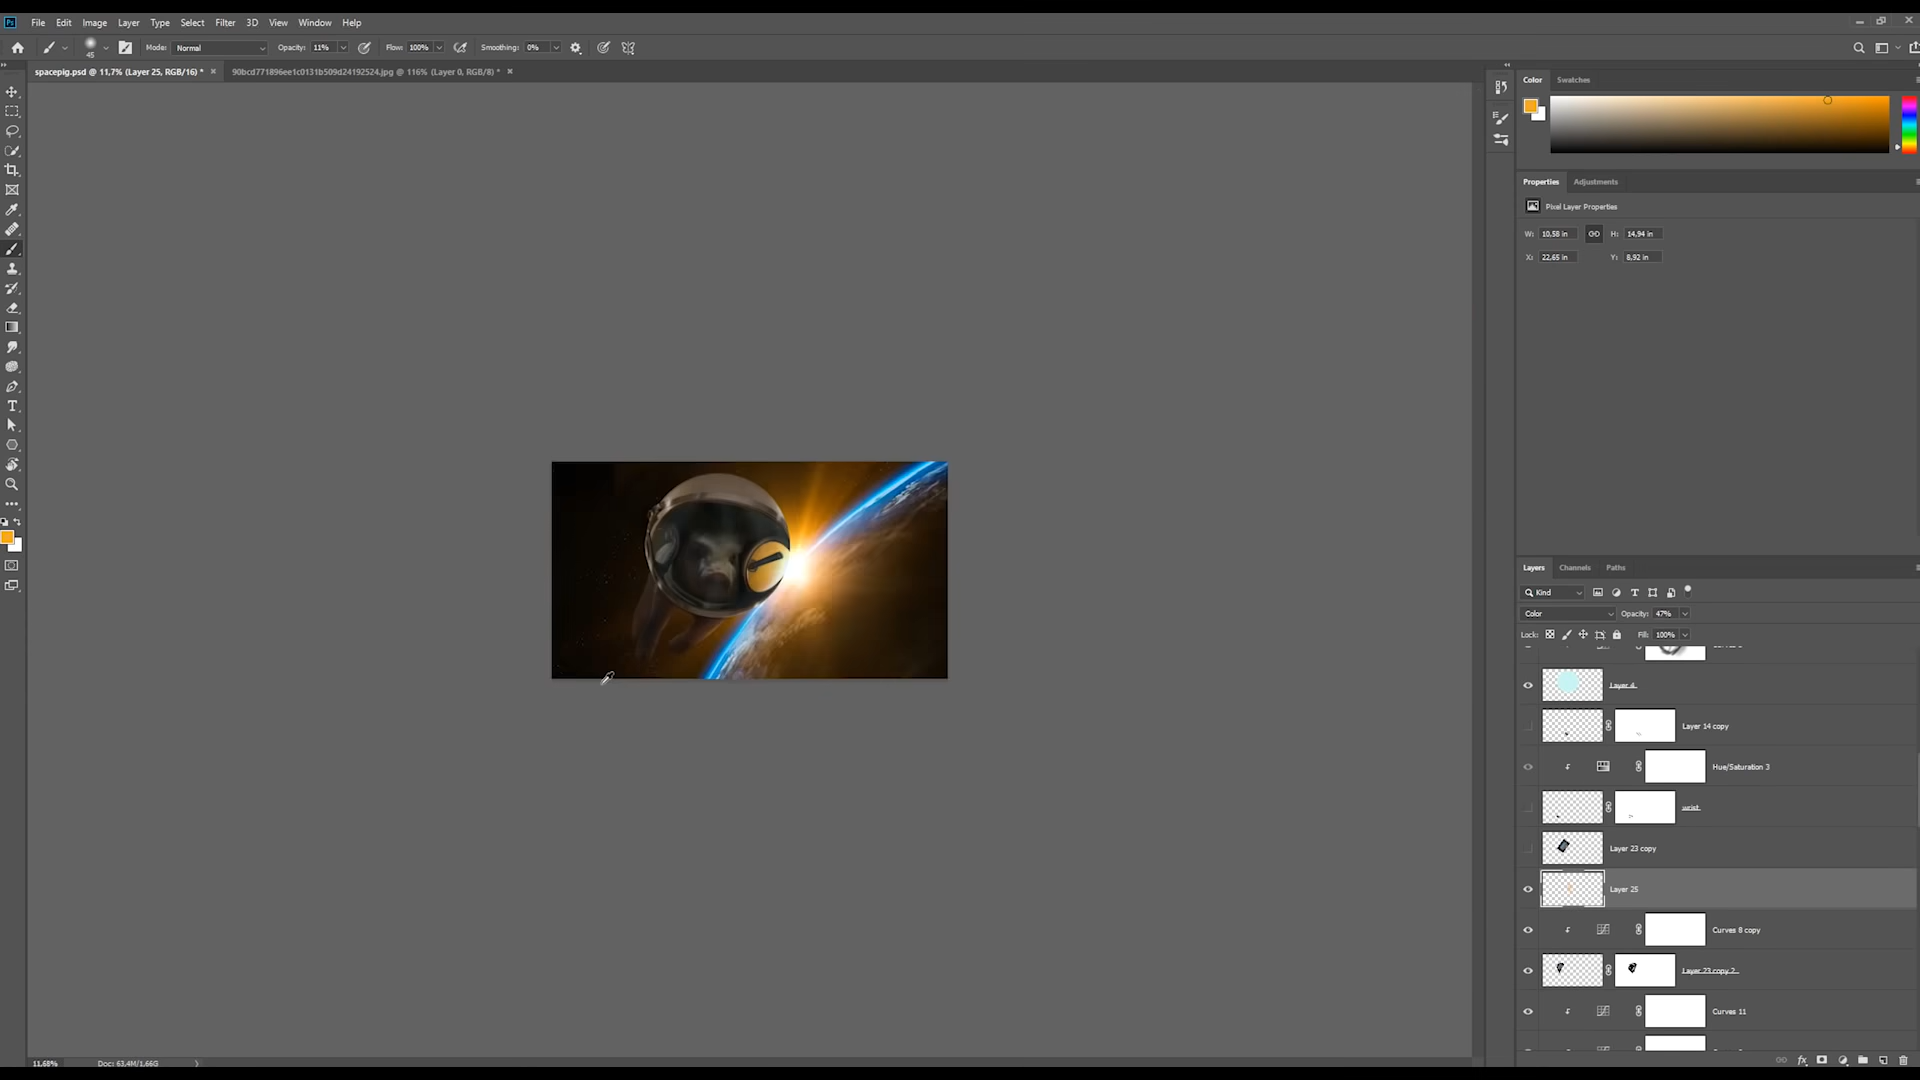 Ps File Edit Image Layer Type Select Filter 3D View Window Help
45 Mode: Normal Opacity: 11% Flow: 100% Smoothing: 0%
spacepig.psd @ 11,7% (Layer 25, RGB/16) * 90bcd771896ee1c0131b509d24192524.jpg @ 116% (Layer 0, RGB/8) *
Color Swatches
Properties Adjustments
Pixel Layer Properties
W: 10,58 in H: 14,94 in
X: 22,65 in Y: 8,92 in
Layers Channels Paths
Kind
Color Opacity: 47%
Lock: Fill: 100%
Layer 4
Layer 14 copy
Hue/Saturation 3
wrist
Layer 23 copy
Layer 25
Curves 8 copy
Layer 23 copy 2
Curves 11
11,68% Doc: 63,4M/1,66G
fx